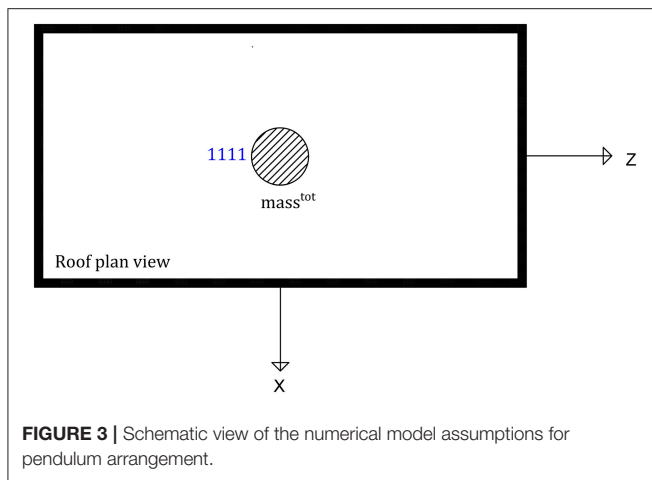 1111
Z
mass^tot
Roof plan view
X
FIGURE 3 | Schematic view of the numerical model assumptions for
pendulum arrangement.